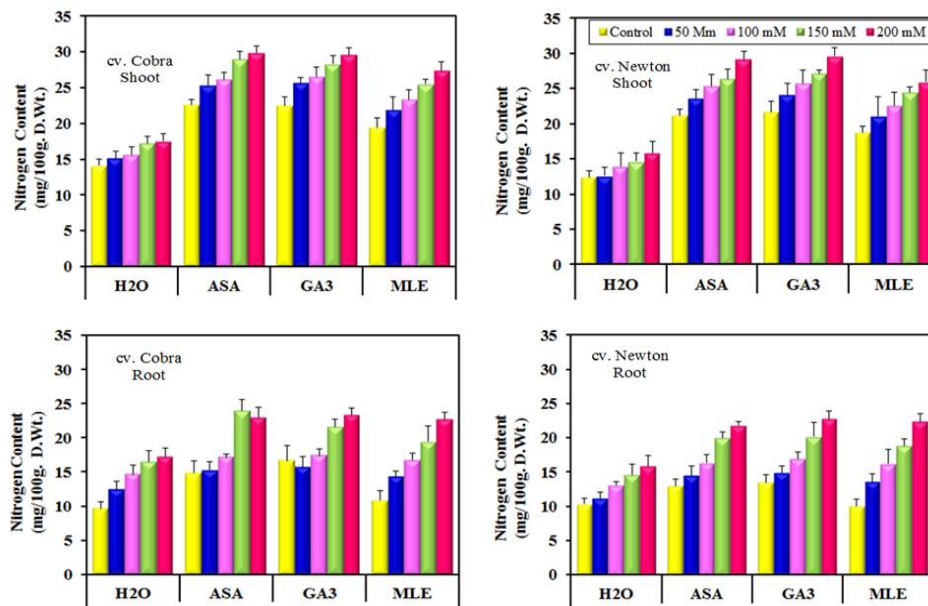 35
30
25
20
15
10
5
0
Nitrogen Content
(mg/100g. D.Wt.)
cv. Cobra
Shoot
H2O ASA GA3 MLE
35
30
25
20
15
10
5
0
Nitrogen Content
(mg/100g. D.Wt.)
Control 50 Mm 100 mM 150 mM 200 mM
cv. Newton
Shoot
H2O ASA GA3 MLE
35
30
25
20
15
10
5
0
NitrogenContent
(mg/100g. D.Wt.)
cv. Cobra
Root
H2O ASA GA3 MLE
35
30
25
20
15
10
5
0
Nitrogen Content
(mg/100g. D.Wt.)
cv. Newton
Root
H2O ASA GA3 MLE